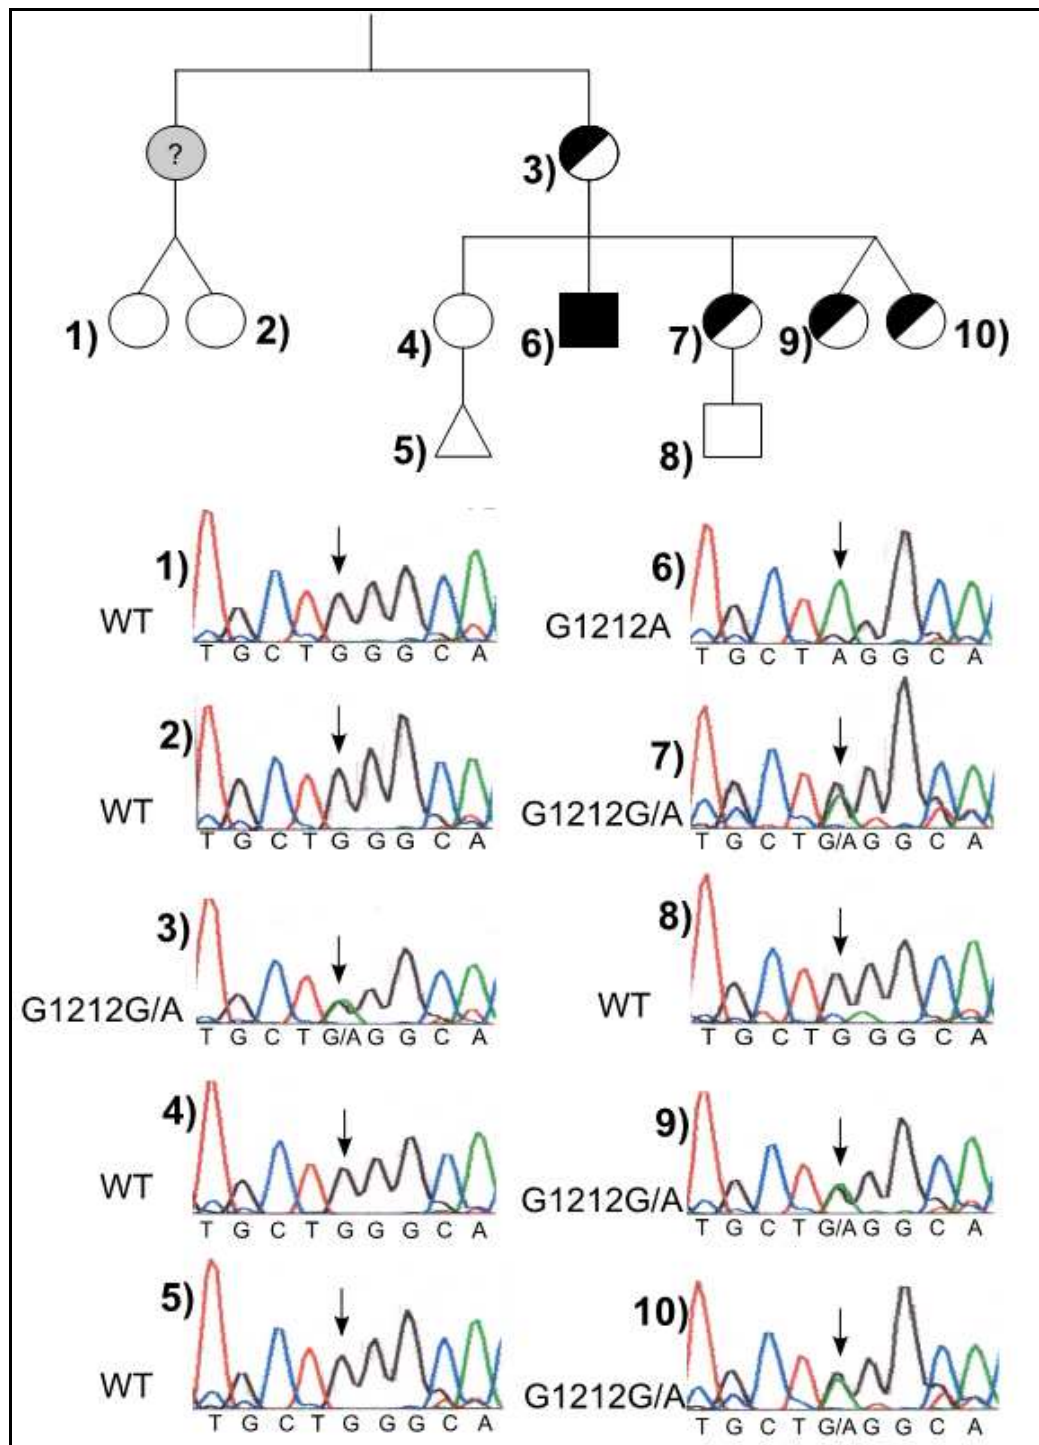 ?
3)
1)
2)
4)
6)
7)
9)
10)
5)
8)
1)
WT
T G C T G G G C A
6)
G1212A
T G C T A G G C A
2)
WT
T G C T G G G C A
7)
G1212G/A
T G C T G/A G G C A
3)
G1212G/A
T G C T G/A G G C A
8)
WT
T G C T G G G C A
4)
WT
T G C T G G G C A
9)
G1212G/A
T G C T G/A G G C A
5)
WT
T G C T G G G C A
10)
G1212G/A
T G C T G/A G G C A